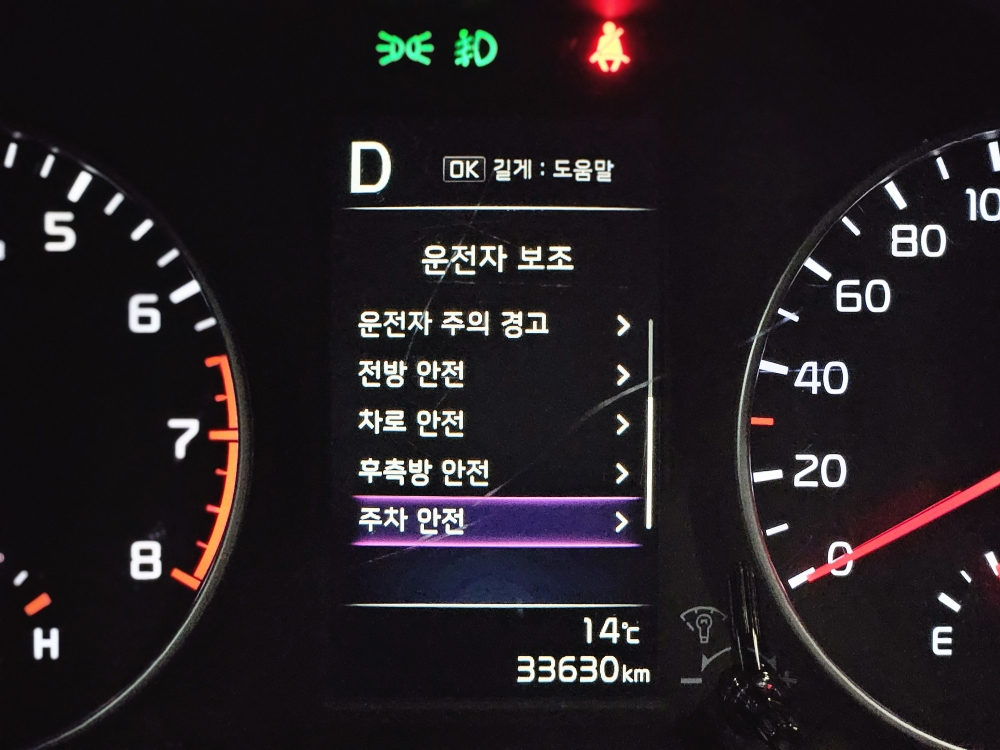 D
OK 길게 : 도움말
운전자 보조
운전자 주의 경고
전방 안전
차로 안전
후측방 안전
주차 안전
14℃
33630km
5
6
7
8
H
100
80
60
40
20
0
E